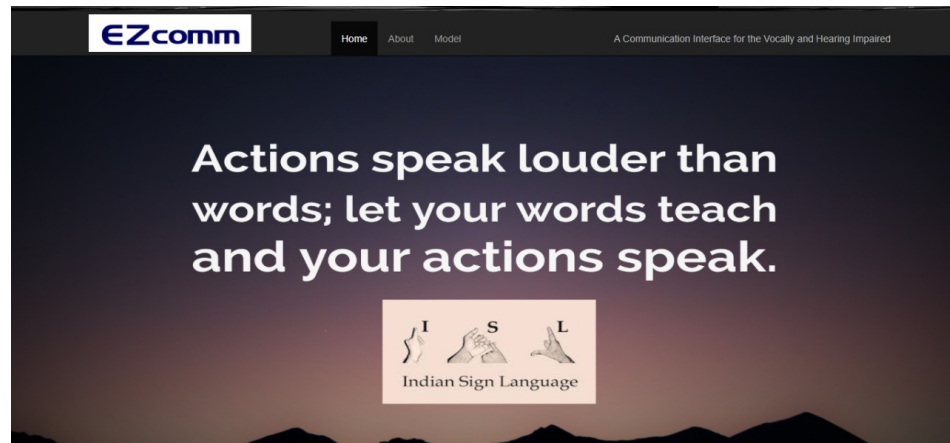 EZcomm
Home About Model
A Communication Interface for the Vocally and Hearing Impaired
Actions speak louder than
words; let your words teach
and your actions speak.
I S L
Indian Sign Language